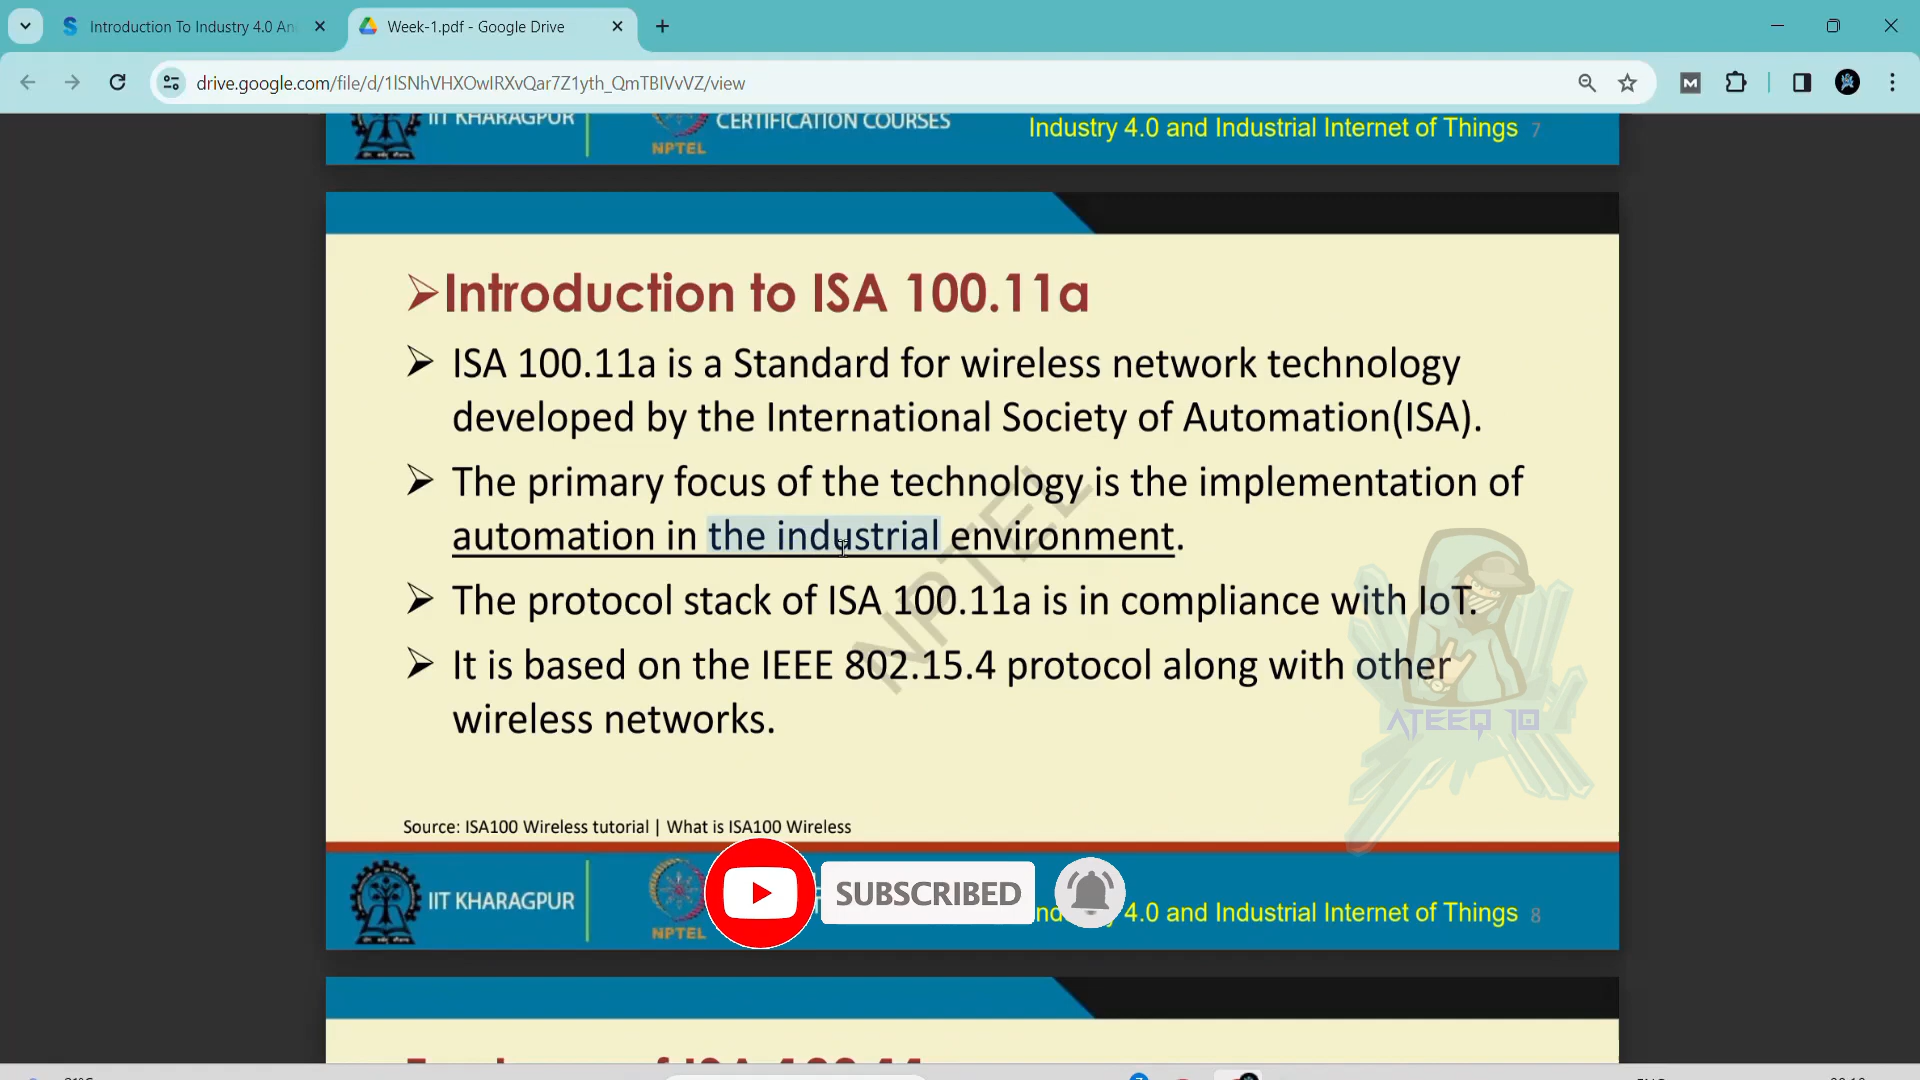 Introduction To Industry 4.0 An
Week-1.pdf - Google Drive
drive.google.com/file/d/1lSNhVHXOwIRXvQar7Z1yth_QmTBIVvVZ/view
IIT KHARAGPUR
NPTEL
CERTIFICATION COURSES
Industry 4.0 and Industrial Internet of Things 7
➢Introduction to ISA 100.11a
➢ ISA 100.11a is a Standard for wireless network technology
developed by the International Society of Automation(ISA).
➢ The primary focus of the technology is the implementation of
automation in the industrial environment.
➢ The protocol stack of ISA 100.11a is in compliance with IoT.
➢ It is based on the IEEE 802.15.4 protocol along with other
wireless networks.
NPTEL
ATEEQ 10
Source: ISA100 Wireless tutorial | What is ISA100 Wireless
IIT KHARAGPUR
NPTEL
SUBSCRIBED
4.0 and Industrial Internet of Things 8